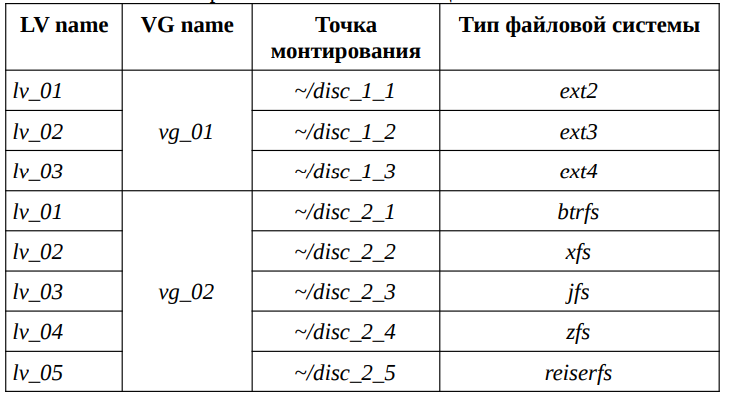 LV name VG name Точка монтирования Тип файловой системы
lv_01 vg_01 ~/disc_1_1 ext2
lv_02 ~/disc_1_2 ext3
lv_03 ~/disc_1_3 ext4
lv_01 vg_02 ~/disc_2_1 btrfs
lv_02 ~/disc_2_2 xfs
lv_03 ~/disc_2_3 jfs
lv_04 ~/disc_2_4 zfs
lv_05 ~/disc_2_5 reiserfs